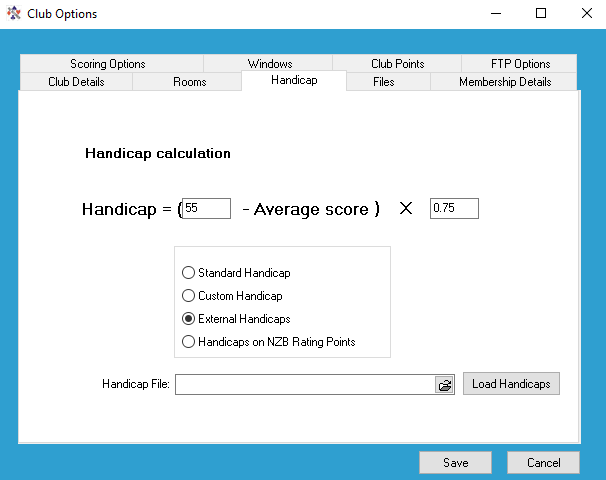 Club Options
Scoring Options Windows Club Points FTP Options
Club Details Rooms Handicap Files Membership Details
Handicap calculation
Handicap = ( 55 - Average score ) X 0.75
Standard Handicap
Custom Handicap
External Handicaps
Handicaps on NZB Rating Points
Handicap File: Load Handicaps
Save Cancel